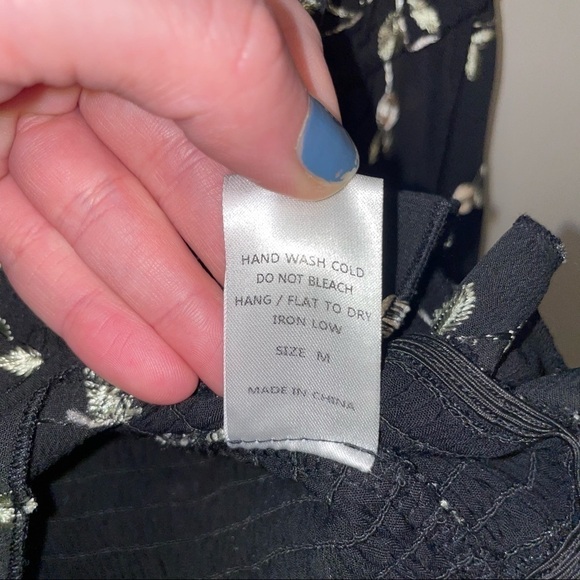 HAND WASH COLD
DO NOT BLEACH
HANG / FLAT TO DRY
IRON LOW
SIZE M
MADE IN CHINA